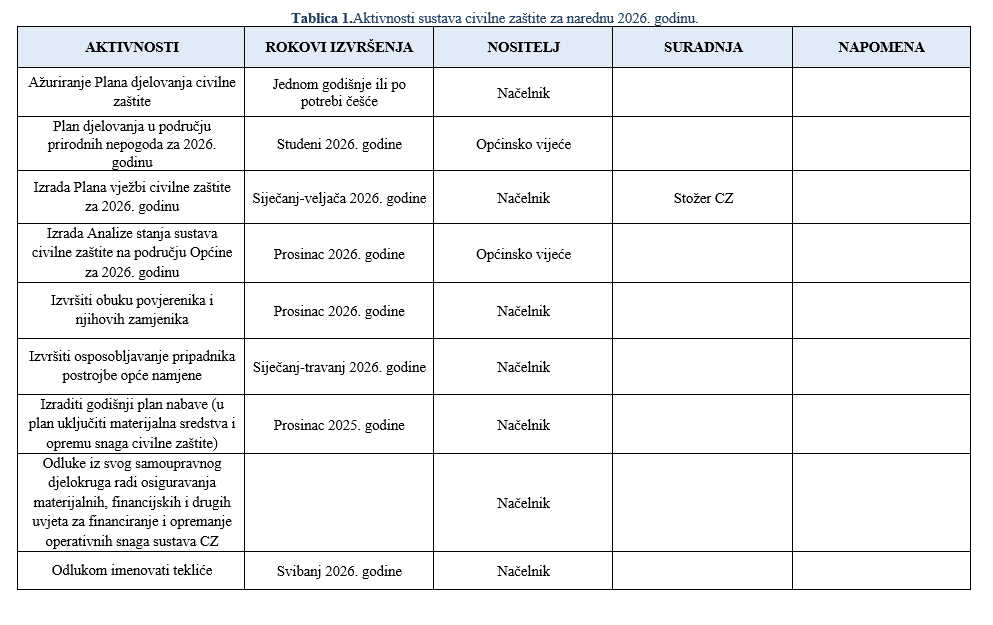 Tablica 1.Aktivnosti sustava civilne zaštite za narednu 2026. godinu.
AKTIVNOSTI ROKOVI IZVRŠENJA NOSITELJ SURADNJA NAPOMENA
Ažuriranje Plana djelovanja civilne
zaštite
Jednom godišnje ili po
potrebi češće
Načelnik
Plan djelovanja u području
prirodnih nepogoda za 2026.
godinu
Studeni 2026. godine
Općinsko vijeće
Izrada Plana vježbi civilne zaštite
za 2026. godinu
Siječanj-veljača 2026. godine
Načelnik
Stožer CZ
Izrada Analize stanja sustava
civilne zaštite na području Općine
za 2026. godinu
Prosinac 2026. godine
Općinsko vijeće
Izvršiti obuku povjerenika i
njihovih zamjenika
Prosinac 2026. godine
Načelnik
Izvršiti osposobljavanje pripadnika
postrojbe opće namjene
Siječanj-travanj 2026. godine
Načelnik
Izraditi godišnji plan nabave (u
plan uključiti materijalna sredstva i
opremu snaga civilne zaštite)
Prosinac 2025. godine
Načelnik
Odluke iz svog samoupravnog
djelokruga radi osiguravanja
materijalnih, financijskih i drugih
uvjeta za financiranje i opremanje
operativnih snaga sustava CZ
Načelnik
Odlukom imenovati tekliće
Svibanj 2026. godine
Načelnik